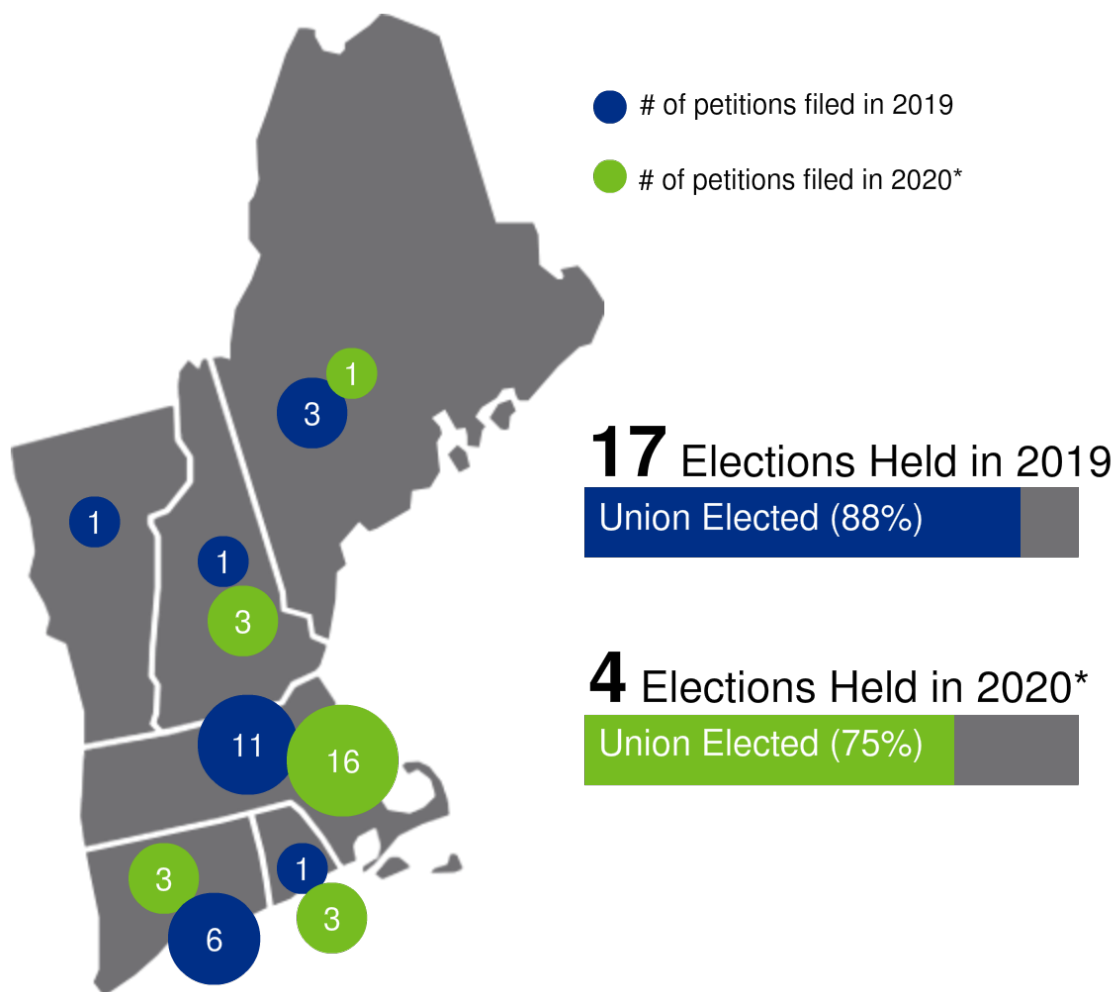 # of petitions filed in 2019
# of petitions filed in 2020*
1
3
1
1
3
17 Elections Held in 2019
Union Elected (88%)
4 Elections Held in 2020*
Union Elected (75%)
11
16
3
6
1
3